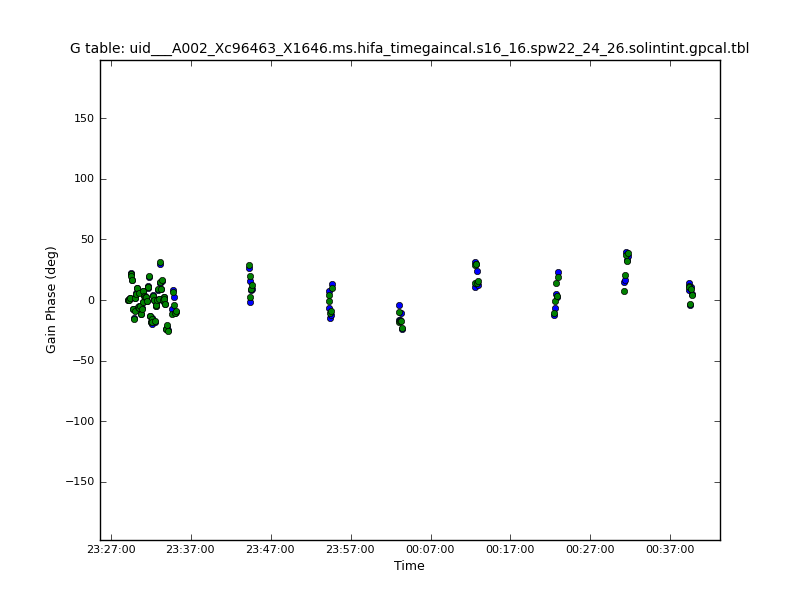 G table: uid___A002_Xc96463_X1646.ms.hifa_timegaincal.s16_16.spw22_24_26.solintint.gpcal.tbl
Gain Phase (deg)
150
100
50
0
−50
−100
−150
23:27:00 23:37:00 23:47:00 23:57:00 00:07:00 00:17:00 00:27:00 00:37:00
Time